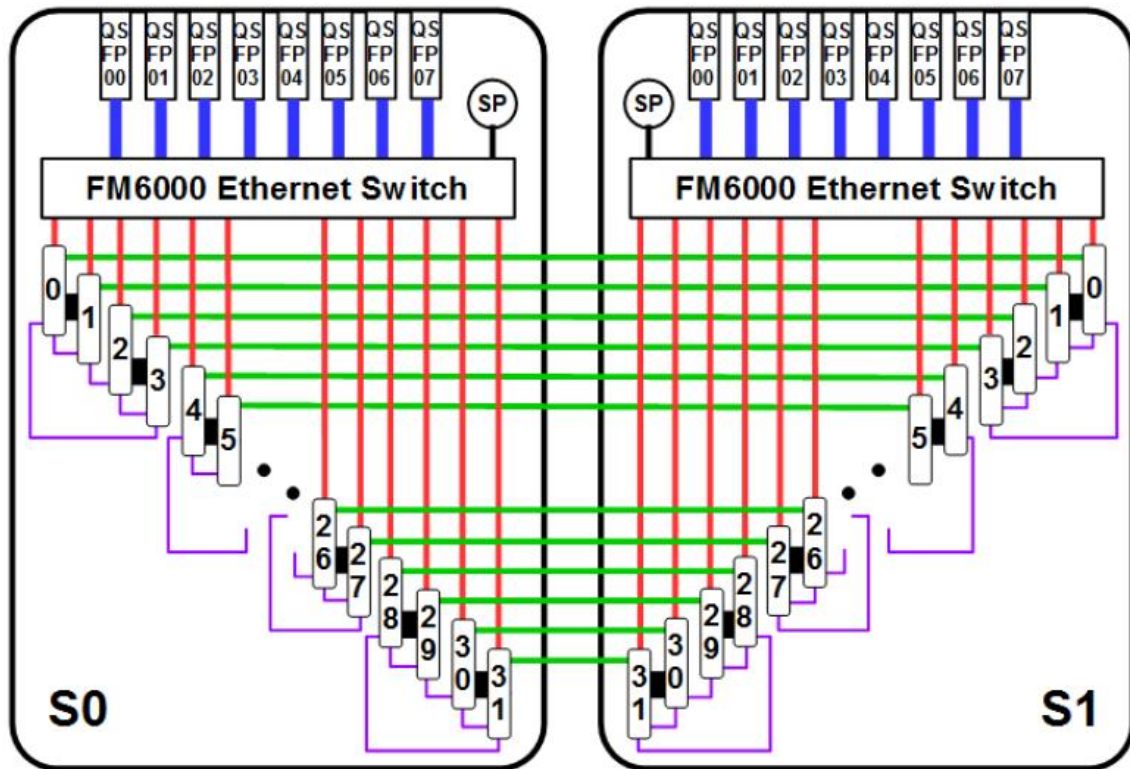 QS QS QS QS QS QS QS QS
FP FP FP FP FP FP FP FP
00 01 02 03 04 05 06 07
SP
FM6000 Ethernet Switch
0
1
2
3
4
5
26
27
28
29
30
31
S0
QS QS QS QS QS QS QS QS
FP FP FP FP FP FP FP FP
00 01 02 03 04 05 06 07
SP
FM6000 Ethernet Switch
0
1
2
3
4
5
26
27
28
29
30
31
S1